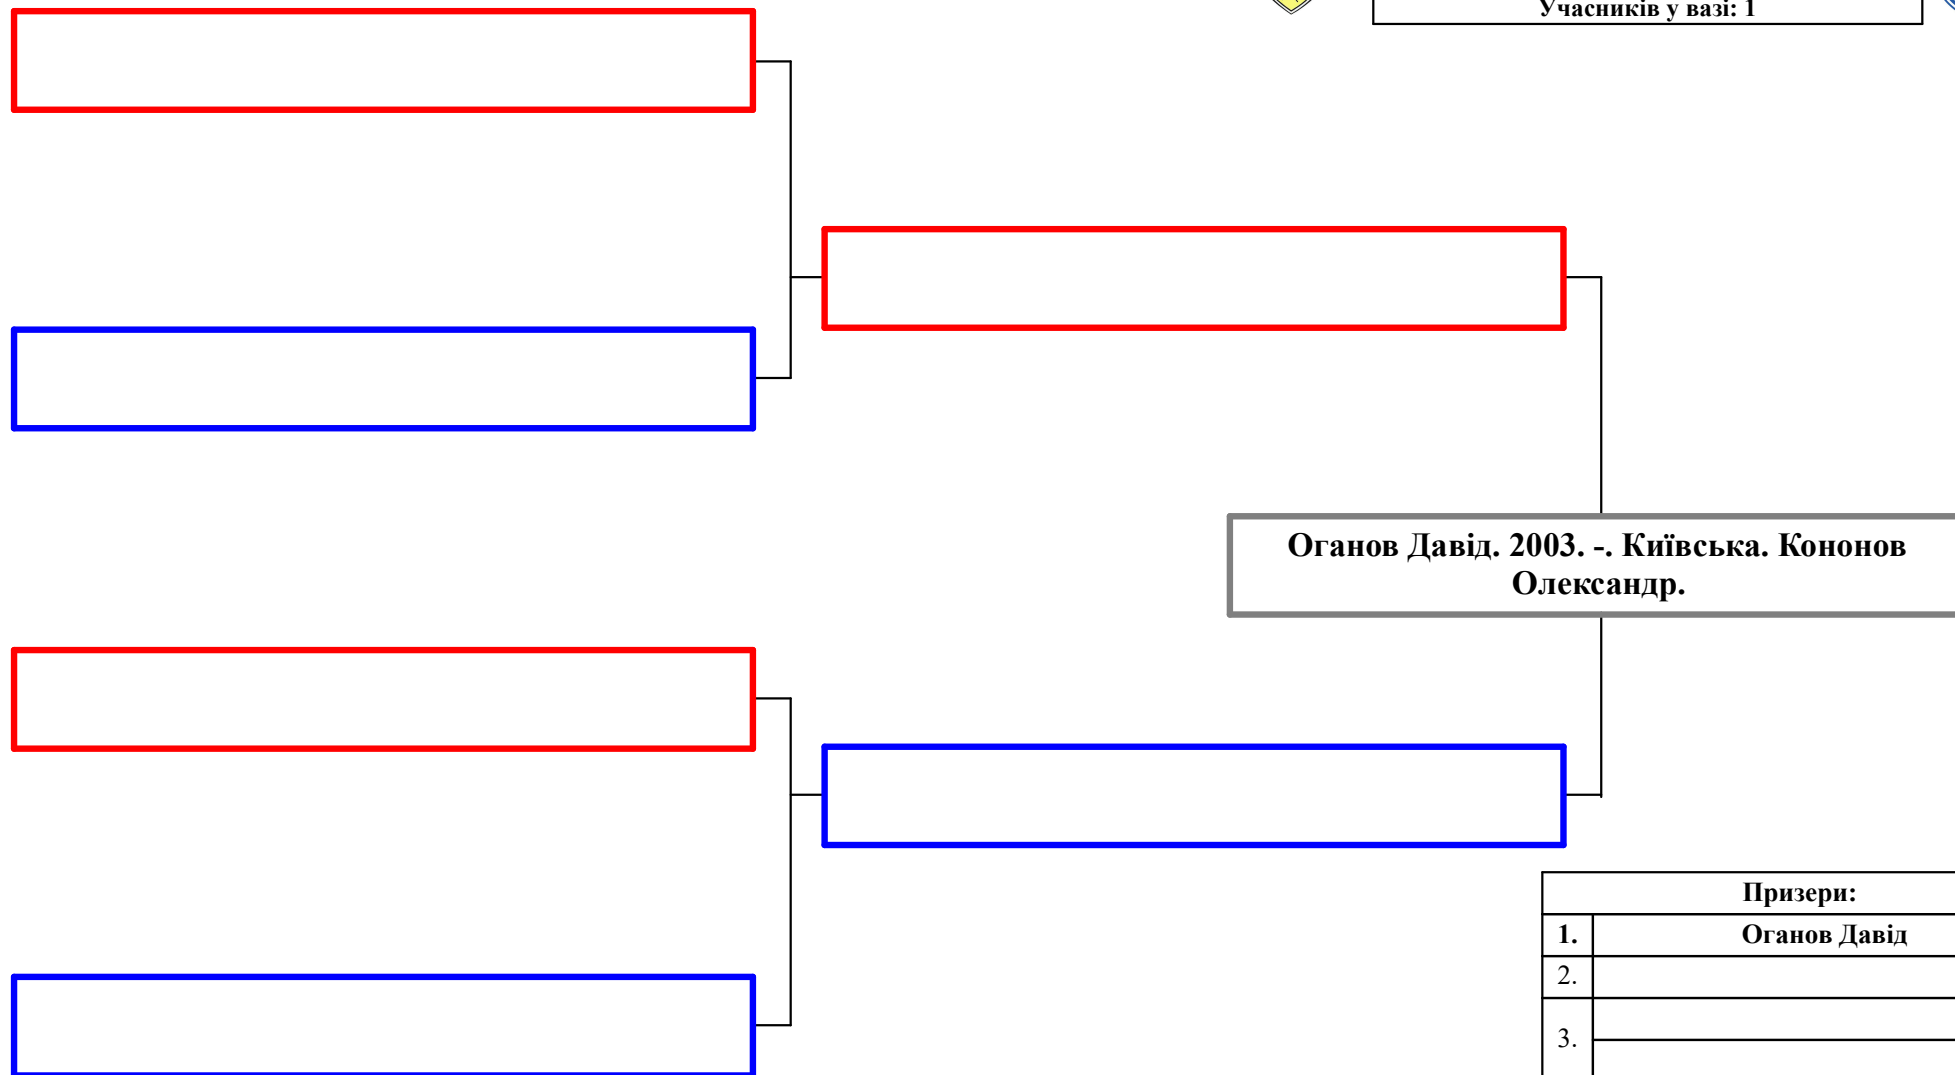 Учасників у вазі: 1
Оганов Давід. 2003. -. Київська. Кононов
Олександр.
Призери:
1. Оганов Давід
2.
3.